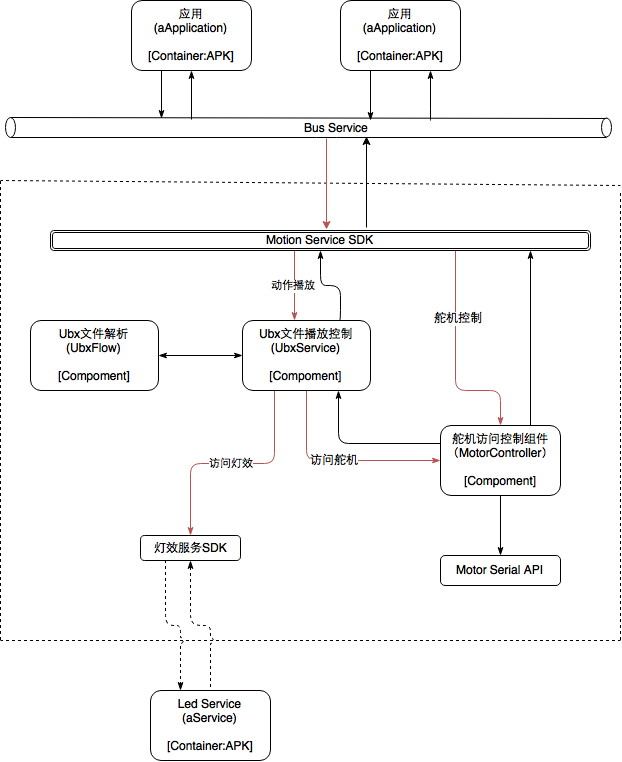 应用
(aApplication)
[Container:APK]
应用
(aApplication)
[Container:APK]
Bus Service
Motion Service SDK
动作播放
舵机控制
Ubx文件解析
(UbxFlow)
[Compoment]
Ubx文件播放控制
(UbxService)
[Compoment]
舵机访问控制组件
（MotorController）
[Compoment]
访问灯效
访问舵机
灯效服务SDK
Motor Serial API
Led Service
(aService)
[Container:APK]